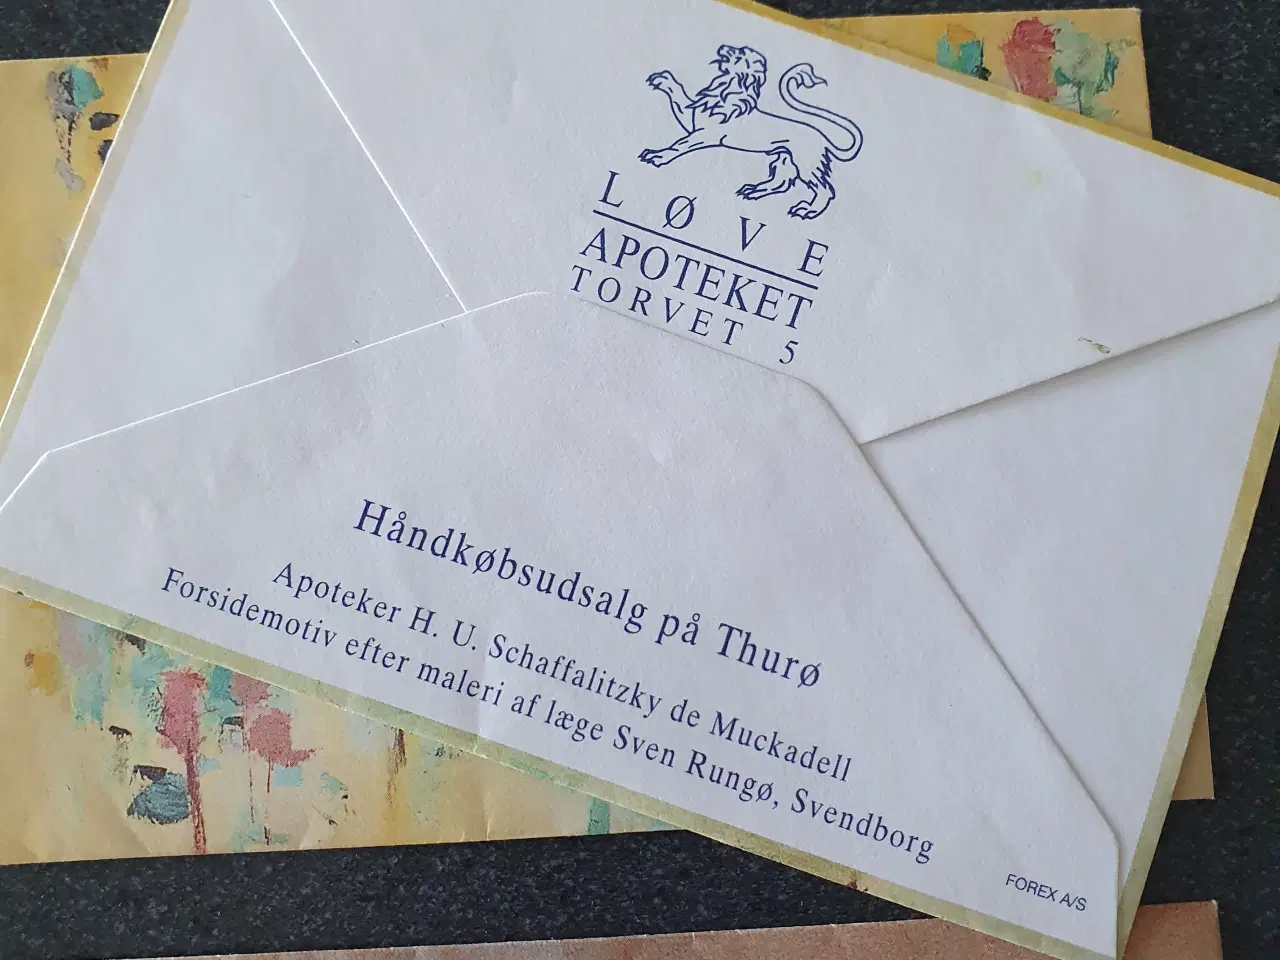 LØVE
APOTEKET
TORVET 5
Håndkøbsudsalg på Thurø
Apoteker H. U. Schaffalitzky de Muckadell
Forsidemotiv efter maleri af læge Sven Rungø, Svendborg
FOREX A/S